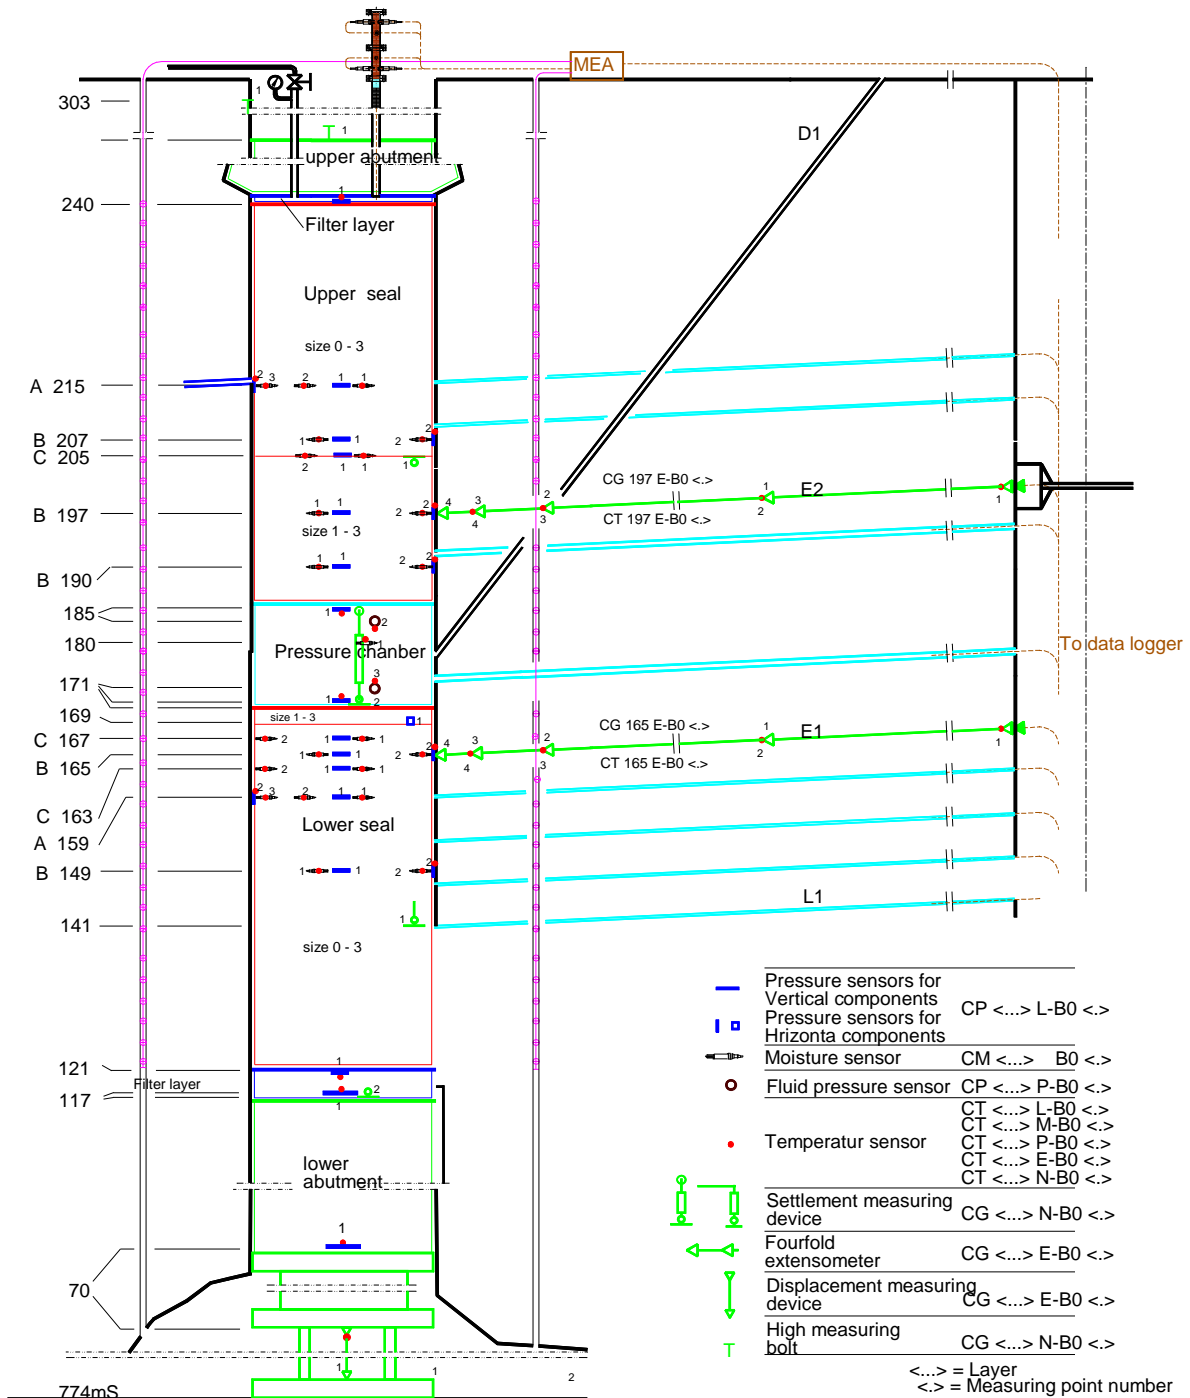 MEA
303
1
1
D1
upper abutment
1
240
Filter layer
Upper seal
size 0 - 3
A 215
2 3 2 1 1
B 207
1 1 2 2
C 205
2 1 1 1
CG 197 E-B0 <.>
1
E2
B 197
1 1 2 2 4 3 2
4 3 2 1
size 1 - 3
CT 197 E-B0 <.>
B 190
1 1 2 2
185
1 2
180
1
Pressure chamber
To data logger
171
3
1 2
169
size 1 - 3
1
C 167
2 1 1
CG 165 E-B0 <.>
1
E1
B 165
1 1 2 2 4 3 2
4 3 2 1
CT 165 E-B0 <.>
C 163
2 1 1
A 159
2 3 2 1 1
Lower seal
B 149
1 1 2 2
L1
141
1
size 0 - 3
121
1
Filter layer
117
2
1
lower
abutment
1
70
1
1
2
774mS
Pressure sensors for
Vertical components
CP <...> L-B0 <.>
Pressure sensors for
Hrizonta components
Moisture sensor CM <...> B0 <.>
Fluid pressure sensor CP <...> P-B0 <.>
CT <...> L-B0 <.>
CT <...> M-B0 <.>
Temperatur sensor CT <...> P-B0 <.>
CT <...> E-B0 <.>
CT <...> N-B0 <.>
Settlement measuring
device CG <...> N-B0 <.>
Fourfold
extensometer CG <...> E-B0 <.>
Displacement measuring
device CG <...> E-B0 <.>
High measuring
bolt CG <...> N-B0 <.>
<...> = Layer
<.> = Measuring point number